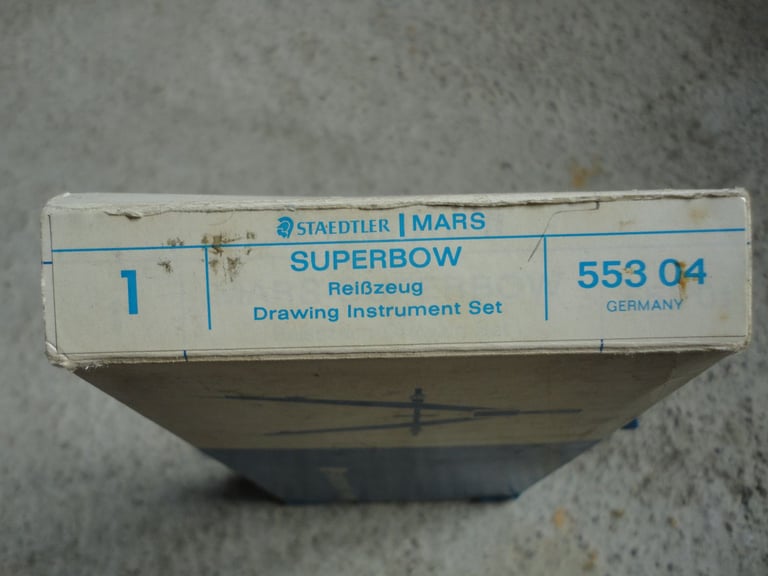 STAEDTLER | MARS
1
SUPERBOW
Reißzeug
Drawing Instrument Set
553 04
GERMANY